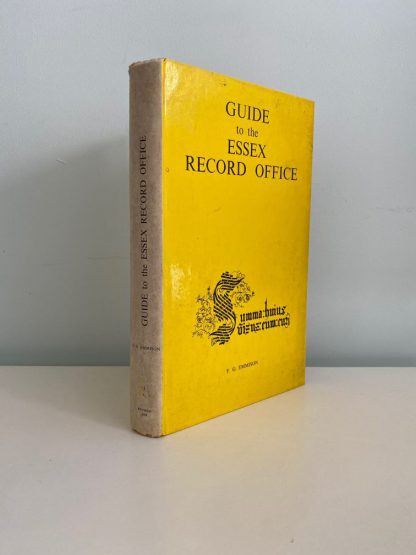 GUIDE
to the
ESSEX
RECORD OFFICE
F. G. EMMISON
GUIDE to the ESSEX RECORD OFFICE
EMMISON